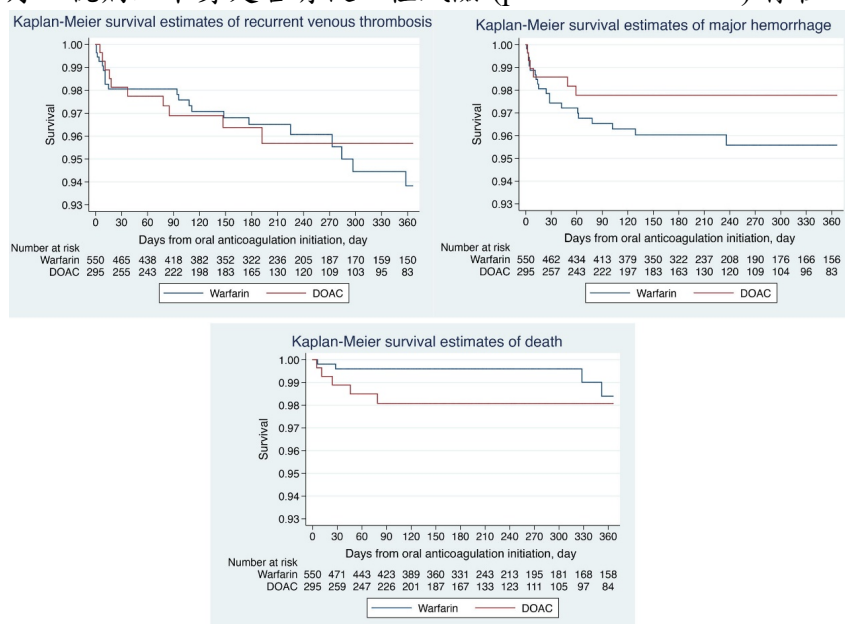 Kaplan-Meier survival estimates of recurrent venous thrombosis
1.00
0.99
0.98
0.97
0.96
0.95
0.94
0.93
Survival
0 30 60 90 120 150 180 210 240 270 300 330 360
Days from oral anticoagulation initiation, day
Number at risk
Warfarin 550 465 438 418 382 352 322 236 205 187 170 159 150
DOAC 295 255 243 222 198 183 165 130 120 109 103 95 83
Warfarin DOAC
Kaplan-Meier survival estimates of major hemorrhage
1.00
0.99
0.98
0.97
0.96
0.95
0.94
0.93
Survival
0 30 60 90 120 150 180 210 240 270 300 330 360
Days from oral anticoagulation initiation, day
Number at risk
Warfarin 550 462 434 413 379 350 322 237 208 190 176 166 156
DOAC 295 257 243 222 197 183 163 130 120 109 104 96 83
Warfarin DOAC
Kaplan-Meier survival estimates of death
1.00
0.99
0.98
0.97
0.96
0.95
0.94
0.93
Survival
0 30 60 90 120 150 180 210 240 270 300 330 360
Days from oral anticoagulation initiation, day
Number at risk
Warfarin 550 471 443 423 389 360 331 243 213 195 181 168 158
DOAC 295 259 247 226 201 187 167 133 123 111 105 97 84
Warfarin DOAC